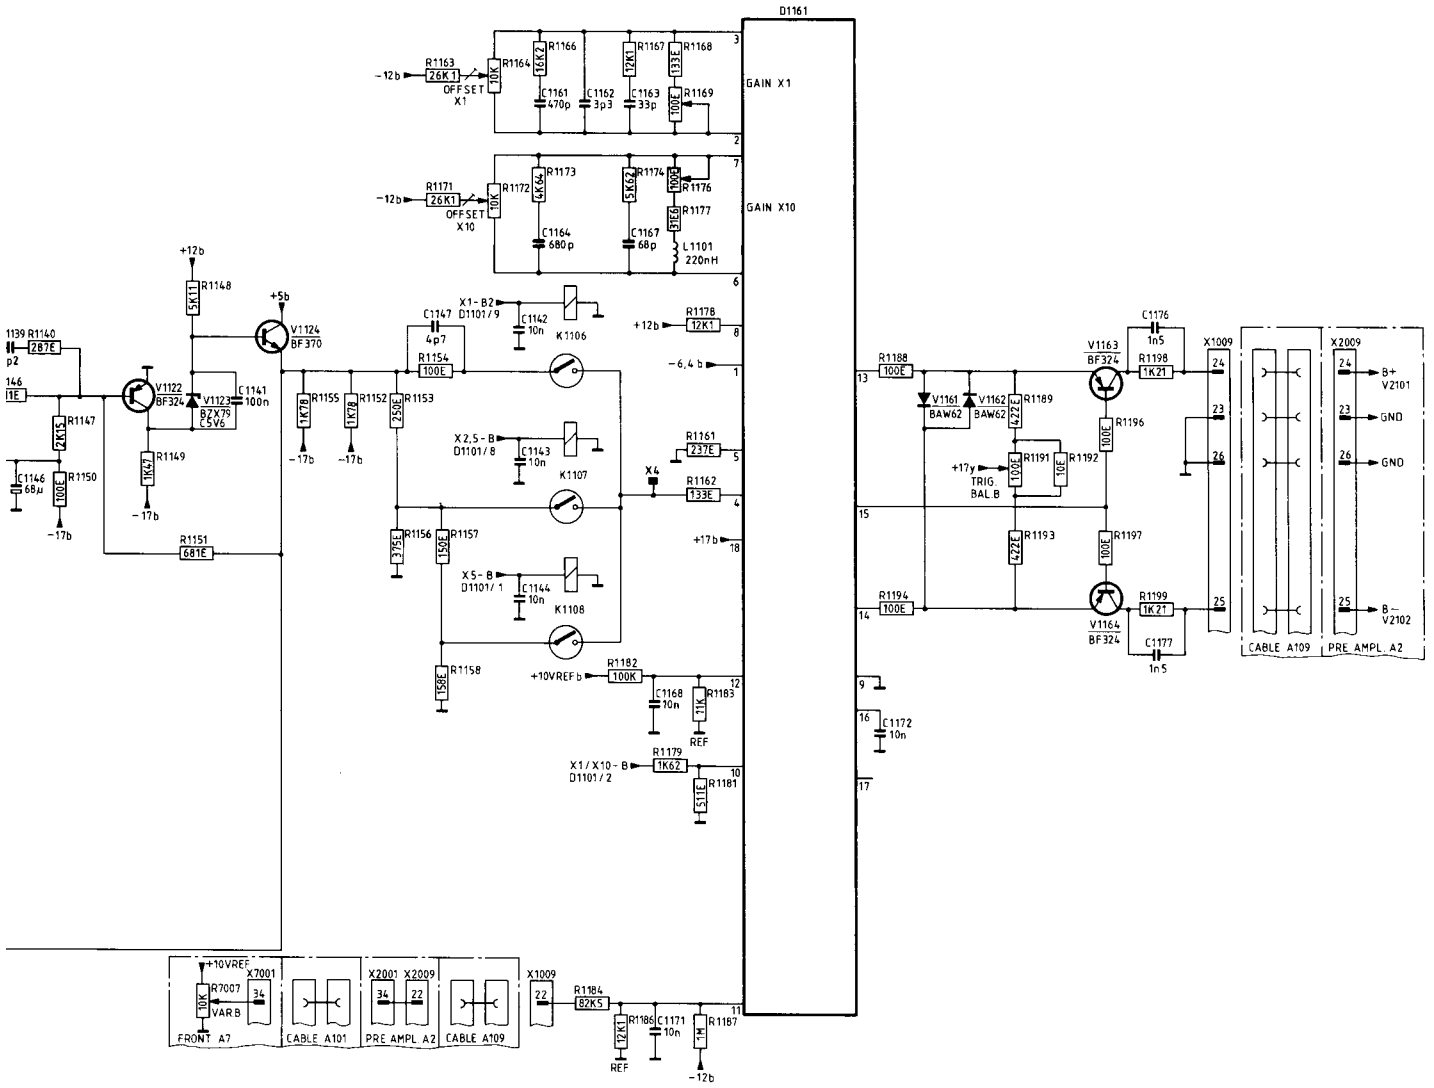 D1161
3
R1166
16K2
R1167
12K1
R1168
133E
R1163
R1164
-12b
26K1
10K
GAIN X1
OFFSET
X1
C1161
470p
C1162
3p3
C1163
33p
R1169
100E
2
7
R1173
4K64
R1174
5K62
100E
R1176
R1171
R1172
-12b
26K1
10K
R1177
31E6
GAIN X10
OFFSET
X10
C1164
680p
C1167
68p
L1101
220nH
6
+12b
R1148
5K11
+5b
V1124
BF370
X1-B2
D1101/9
C1142
10n
K1106
R1178
+12b
12K1
8
C1147
4p7
R1154
100E
-6,4 b
1
1139
p2
R1140
287E
146
1E
V1122
BF324
V1123
BZX79
C5V6
C1141
100n
R1155
1K78
R1152
1K78
R1153
250E
-17b
-17b
R1147
2K15
R1149
1K47
C1146
68µ
R1150
100E
-17b
-17b
X2,5-B
D1101/8
C1143
10n
K1107
R1161
237E
5
X4
R1162
133E
4
R1151
681E
R1156
375E
R1157
150E
+17b
18
X5-B
D1101/1
C1144
10n
K1108
R1158
158E
R1182
+10VREFb
100K
12
C1168
10n
R1183
11K
REF
R1179
X1/X10-B
D1101/2
1K62
10
R1181
511E
13
R1188
100E
V1161
BAW62
V1162
BAW62
R1189
422E
+17y
R1191
100E
TRIG.
BAL.B
R1192
10E
R1193
422E
15
14
R1194
100E
V1163
BF324
C1176
1n5
R1198
1K21
R1196
100E
R1197
100E
V1164
BF324
R1199
1K21
C1177
1n5
9
16
C1172
10n
17
X1009
24
23
26
25
CABLE A109
X2009
24
B+
V2101
23
GND
26
GND
25
B-
V2102
PRE AMPL. A2
+10VREF
R7007
10K
VAR.B
X7001
34
FRONT A7
CABLE A101
X2001
34
X2009
22
PRE AMPL. A2
CABLE A109
X1009
22
R1184
82K5
11
R1186
12K1
REF
C1171
10n
R1187
1M
-12b